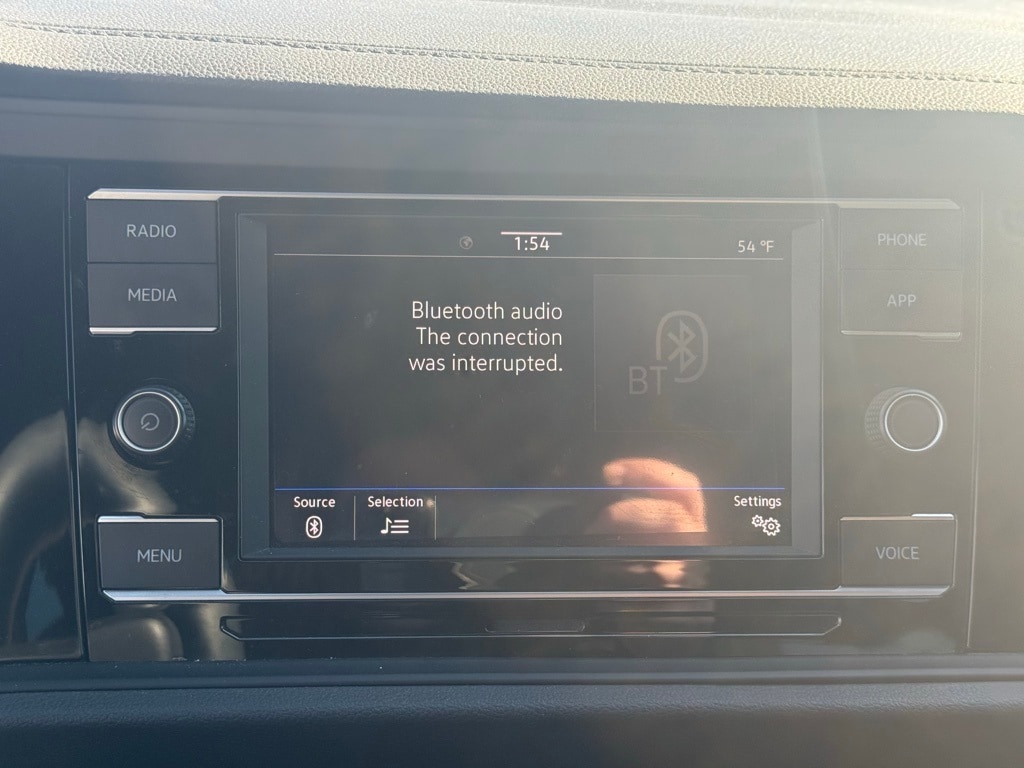 RADIO
MEDIA
1:54
54 °F
PHONE
APP
Bluetooth audio
The connection
was interrupted.
BT
Source
Selection
Settings
MENU
VOICE